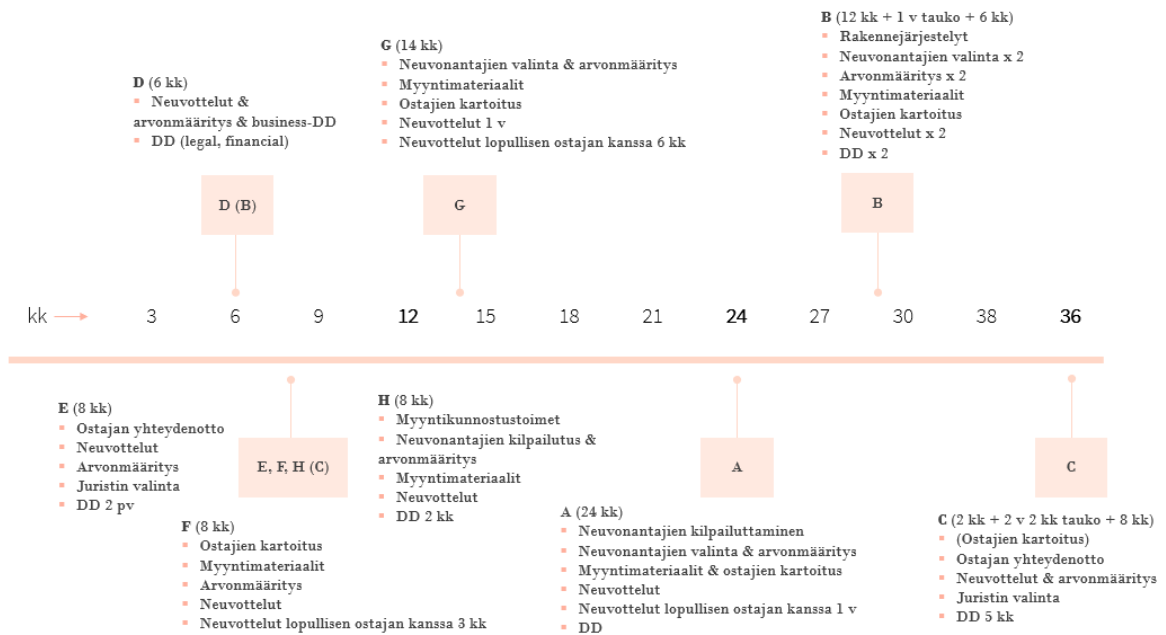 B (12 kk + 1 v tauko + 6 kk)
Rakennejärjestelyt
Neuvonantajien valinta x 2
Arvonmääritys x 2
Myyntimateriaalit
Ostajien kartoitus
Neuvottelut x 2
DD x 2
G (14 kk)
Neuvonantajien valinta & arvonmääritys
Myyntimateriaalit
Ostajien kartoitus
Neuvottelut 1 v
Neuvottelut lopullisen ostajan kanssa 6 kk
D (6 kk)
Neuvottelut &
arvonmääritys & business-DD
DD (legal, financial)
D (B)
G
B
kk 3 6 9 12 15 18 21 24 27 30 38 36
E (8 kk)
Ostajan yhteydenotto
Neuvottelut
Arvonmääritys
Juristin valinta
DD 2 pv
E, F, H (C)
H (8 kk)
Myyntikunnostustoimet
Neuvonantajien kilpailutus &
arvonmääritys
Myyntimateriaalit
Neuvottelut
DD 2 kk
A
C
F (8 kk)
Ostajien kartoitus
Myyntimateriaalit
Arvonmääritys
Neuvottelut
Neuvottelut lopullisen ostajan kanssa 3 kk
A (24 kk)
Neuvonantajien kilpailuttaminen
Neuvonantajien valinta & arvonmääritys
Myyntimateriaalit & ostajien kartoitus
Neuvottelut
Neuvottelut lopullisen ostajan kanssa 1 v
DD
C (2 kk + 2 v 2 kk tauko + 8 kk)
(Ostajien kartoitus)
Ostajan yhteydenotto
Neuvottelut & arvonmääritys
Juristin valinta
DD 5 kk